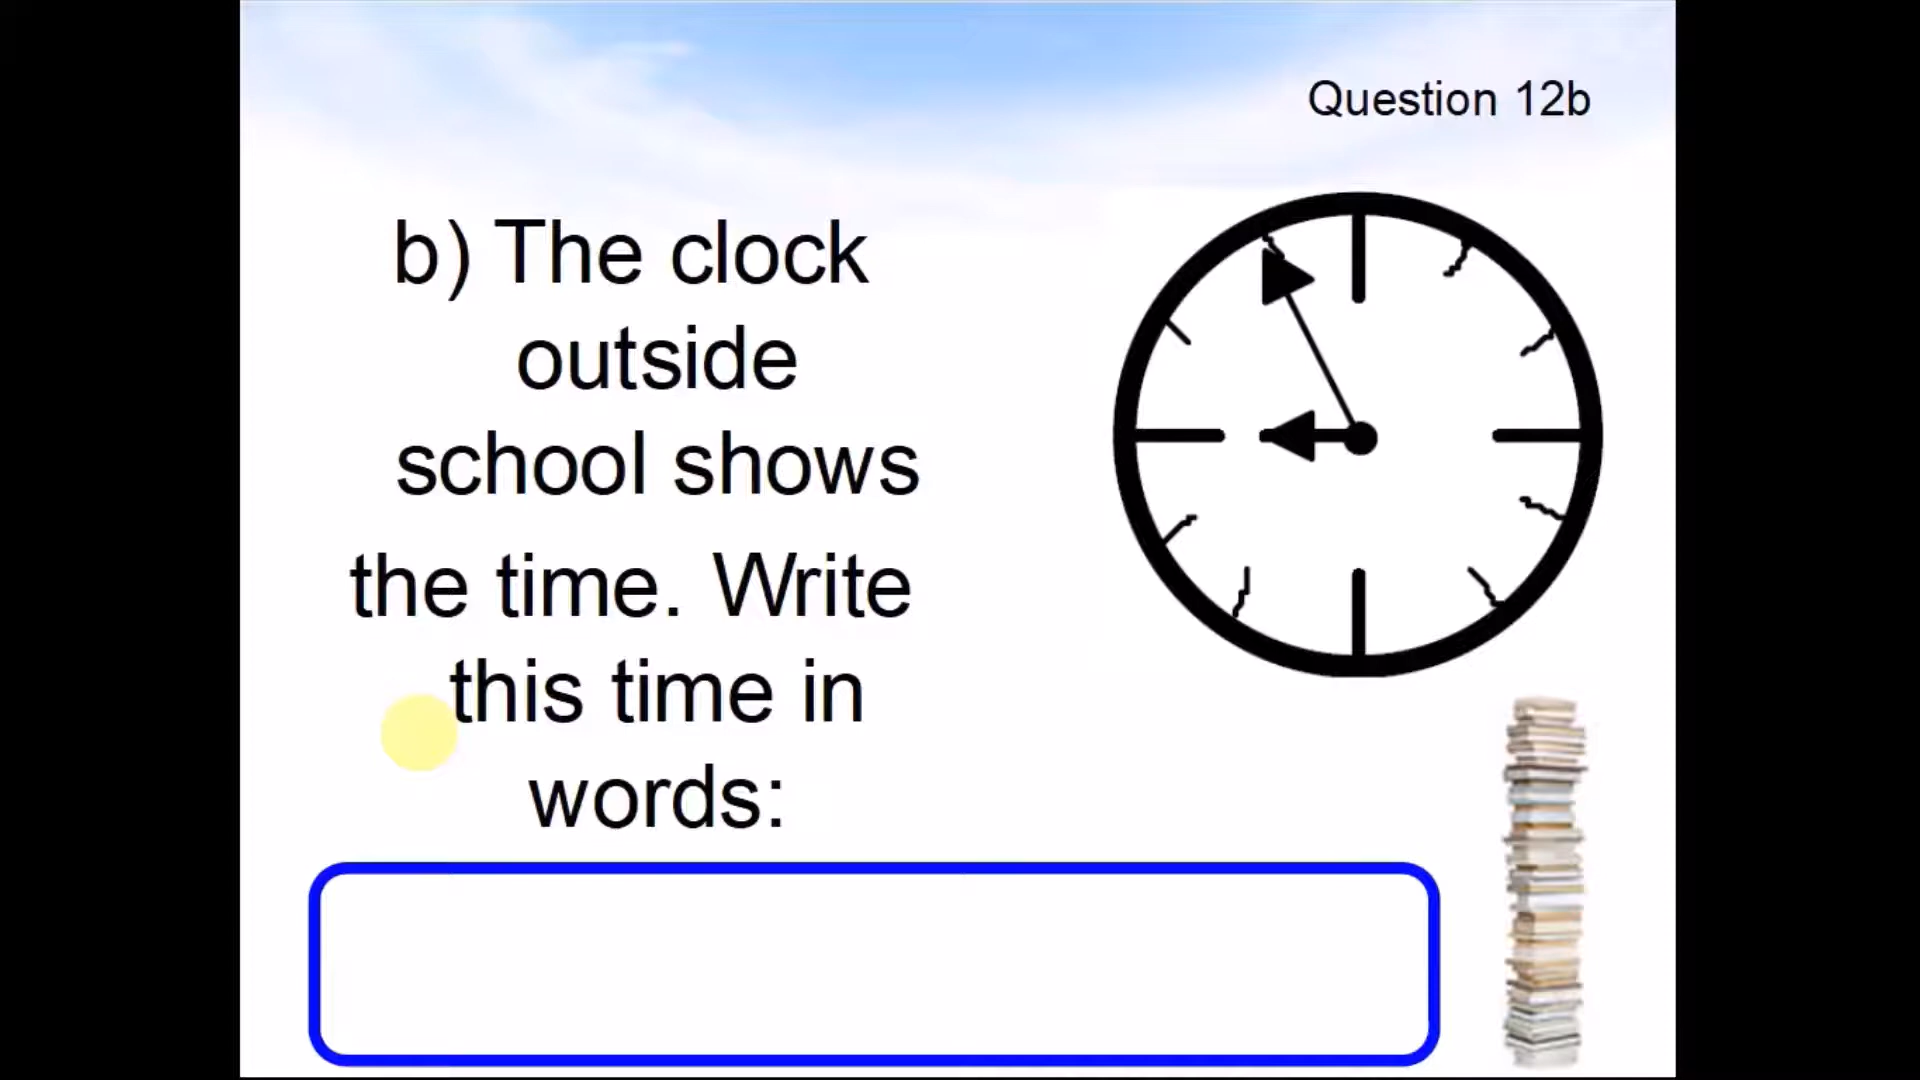 Question 12b
b) The clock
outside
school shows
the time. Write
this time in
words: